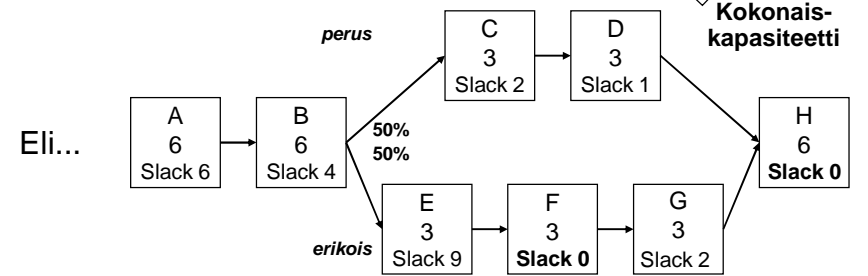 Kokonais-
kapasiteetti
perus
C
3
Slack 2
D
3
Slack 1
Eli...
A
6
Slack 6
B
6
Slack 4
50%
50%
H
6
Slack 0
erikois
E
3
Slack 9
F
3
Slack 0
G
3
Slack 2